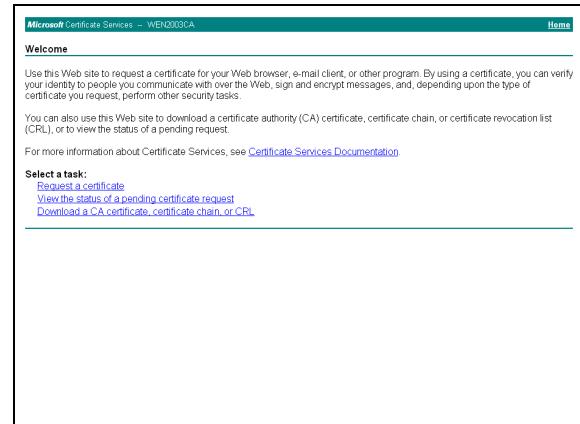 Microsoft Certificate Services -- WEN2003CA Home
Welcome
Use this Web site to request a certificate for your Web browser, e-mail client, or other program. By using a certificate, you can verify
your identity to people you communicate with over the Web, sign and encrypt messages, and, depending upon the type of
certificate you request, perform other security tasks.
You can also use this Web site to download a certificate authority (CA) certificate, certificate chain, or certificate revocation list
(CRL), or to view the status of a pending request.
For more information about Certificate Services, see Certificate Services Documentation.
Select a task:
Request a certificate
View the status of a pending certificate request
Download a CA certificate, certificate chain, or CRL